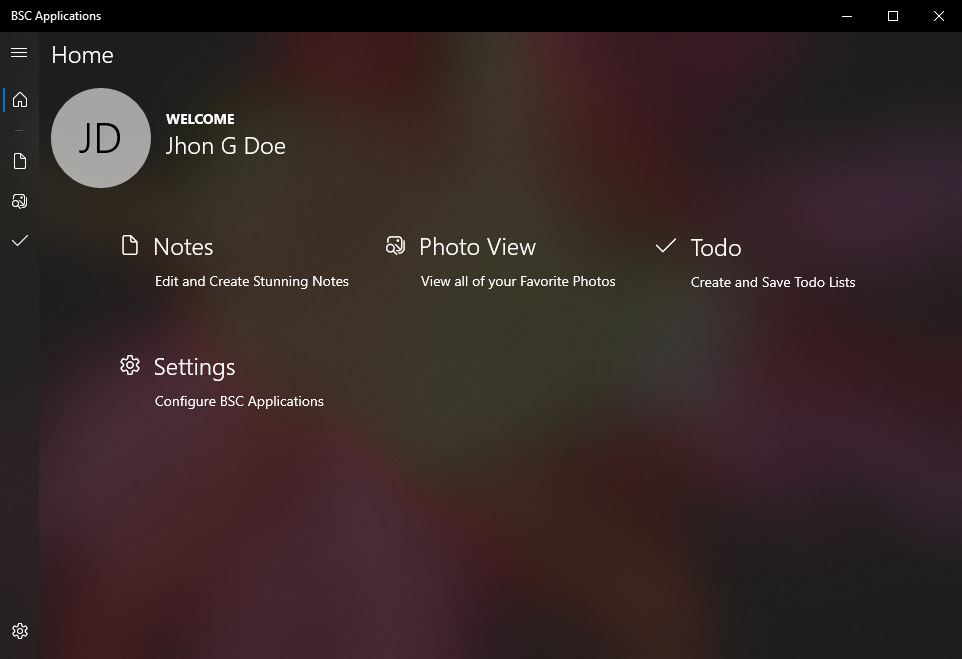 BSC Applications
Home
JD
WELCOME
Jhon G Doe
Notes
Edit and Create Stunning Notes
Photo View
View all of your Favorite Photos
Todo
Create and Save Todo Lists
Settings
Configure BSC Applications